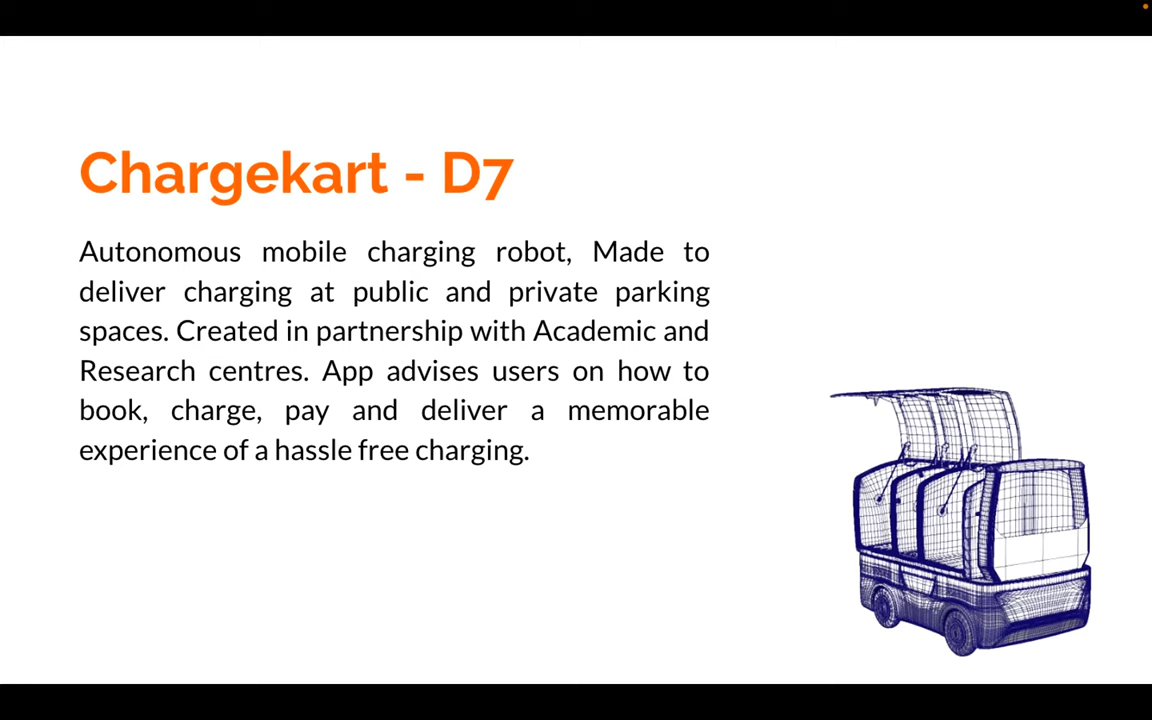 Chargekart - D7
Autonomous mobile charging robot, Made to
deliver charging at public and private parking
spaces. Created in partnership with Academic and
Research centres. App advises users on how to
book, charge, pay and deliver a memorable
experience of a hassle free charging.